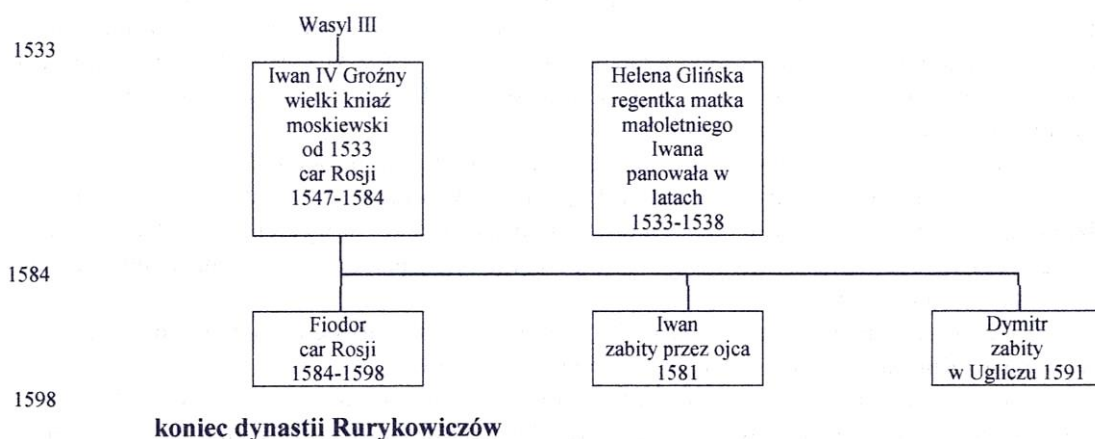 Wasyl III
1533
Iwan IV Groźny
wielki kniaź
moskiewski
od 1533
car Rosji
1547-1584
Helena Glińska
regentka matka
małoletniego
Iwana
panowała w
latach
1533-1538
1584
Fiodor
car Rosji
1584-1598
Iwan
zabity przez ojca
1581
Dymitr
zabity
w Ugliczu 1591
1598
koniec dynastii Rurykowiczów